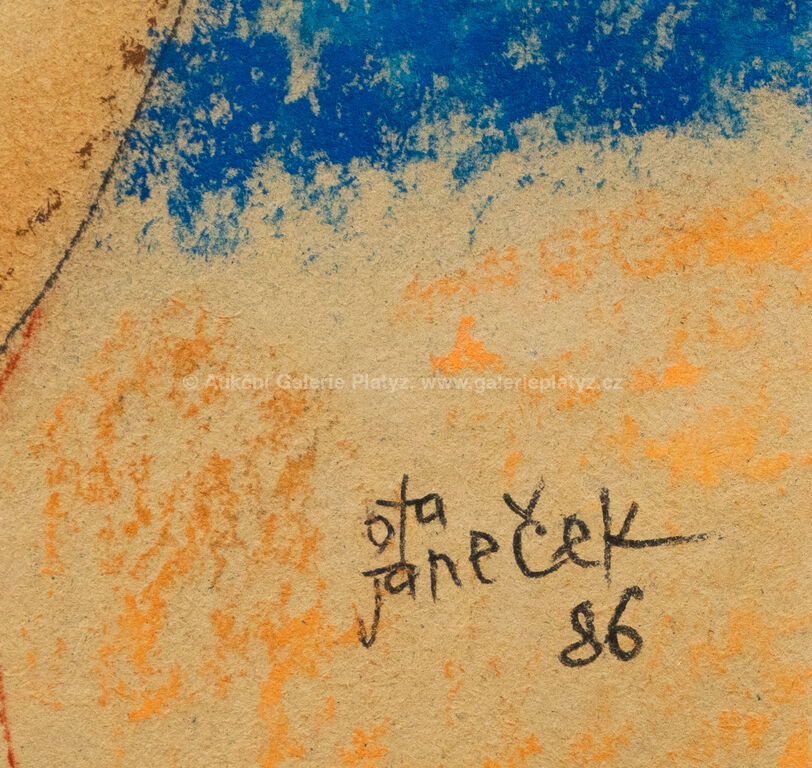 © Aukční Galerie Platýz, www.galerieplatyz.cz
ota
janeček
86